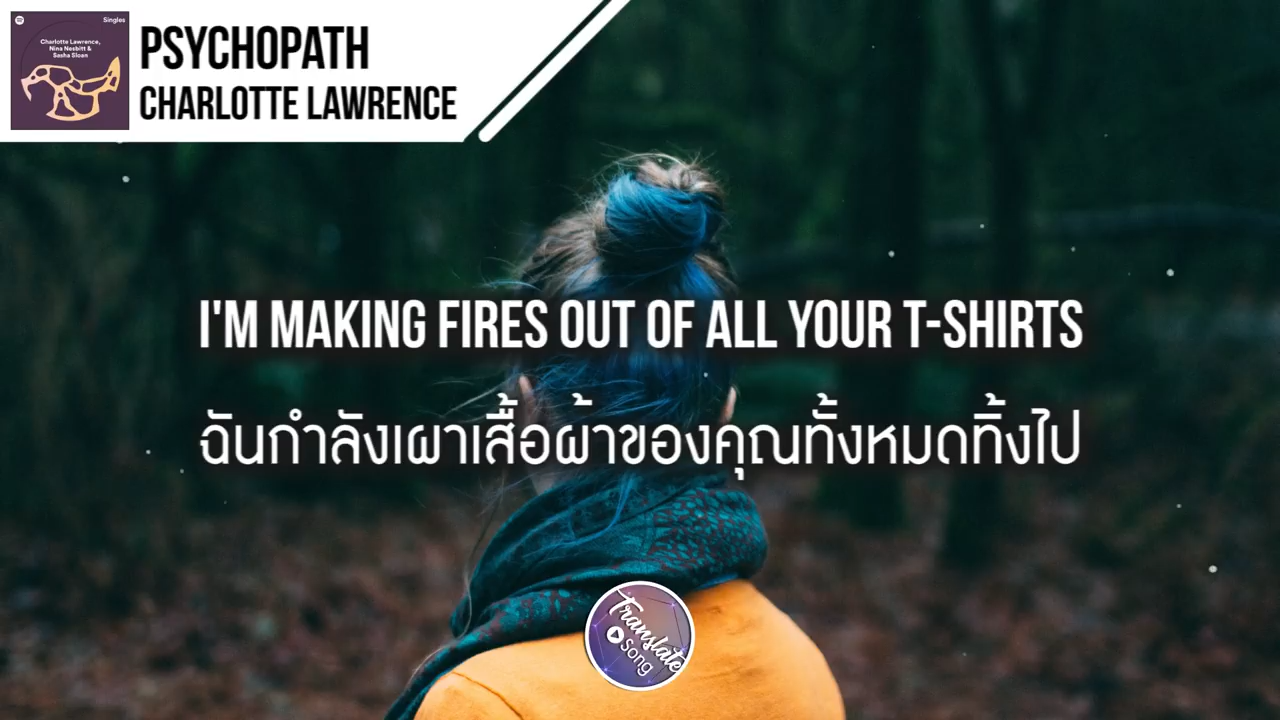 Singles
Charlotte Lawrence,
Nina Nesbitt &
Sasha Sloan
PSYCHOPATH
CHARLOTTE LAWRENCE
I'M MAKING FIRES OUT OF ALL YOUR T-SHIRTS
ฉันกำลังเผาเสื้อผ้าของคุณทั้งหมดทิ้งไป
Translate
Song